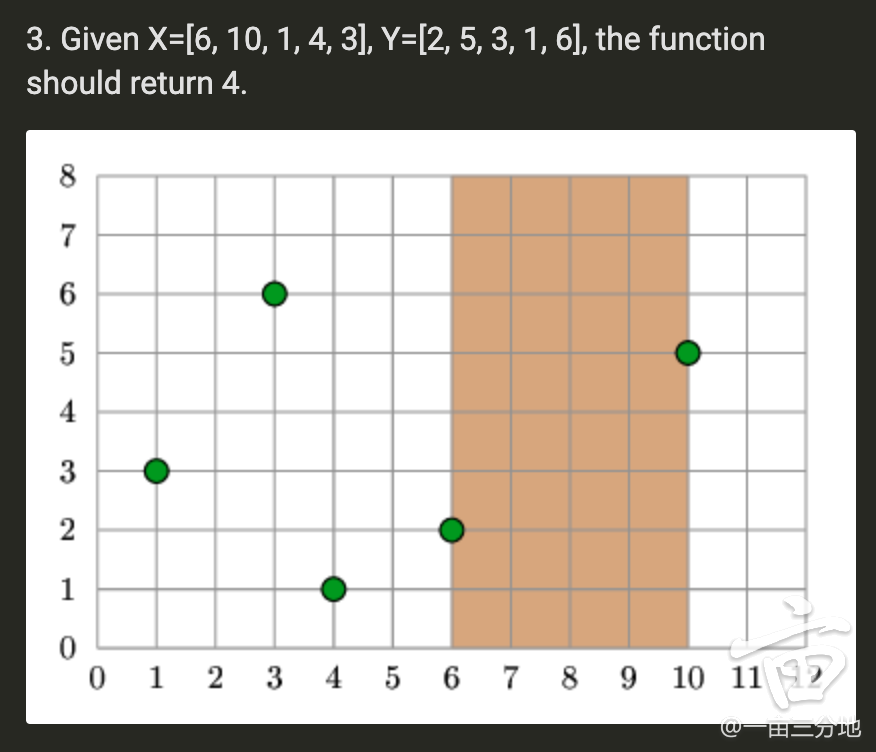 3. Given X=[6, 10, 1, 4, 3], Y=[2, 5, 3, 1, 6], the function
should return 4.
8
7
6
5
4
3
2
1
0
0 1 2 3 4 5 6 7 8 9 10 11 12
亩
@一亩三分地